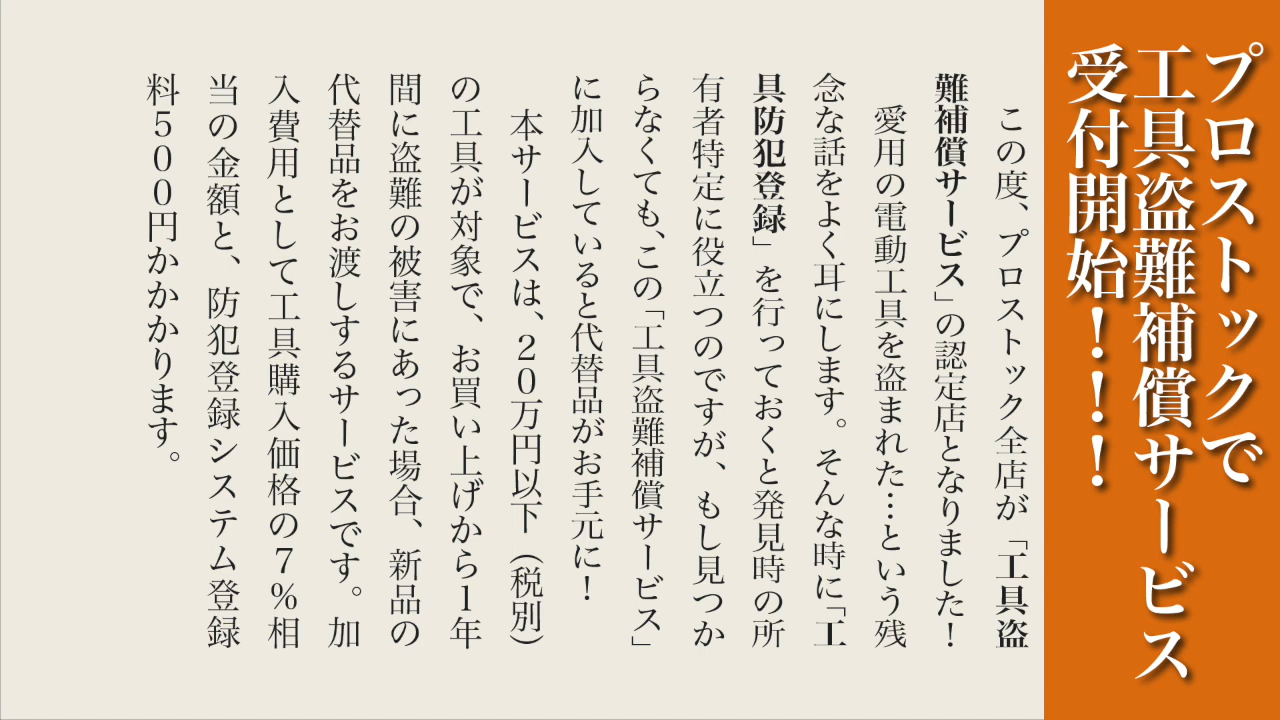 プロストックで
工具盗難補償サービス
受付開始！！！
この度、プロストック全店が「工具盗
難補償サービス」の認定店となりました！
愛用の電動工具を盗まれた…という残
念な話をよく耳にします。そんな時に「工
具防犯登録」を行っておくと発見時の所
有者特定に役立つのですが、もし見つか
らなくても、この「工具盗難補償サービス」
に加入していると代替品がお手元に！
本サービスは、２０万円以下（税別）
の工具が対象で、お買い上げから１年
間に盗難の被害にあった場合、新品の
代替品をお渡しするサービスです。加
入費用として工具購入価格の７％相
当の金額と、防犯登録システム登録
料５００円かかかります。